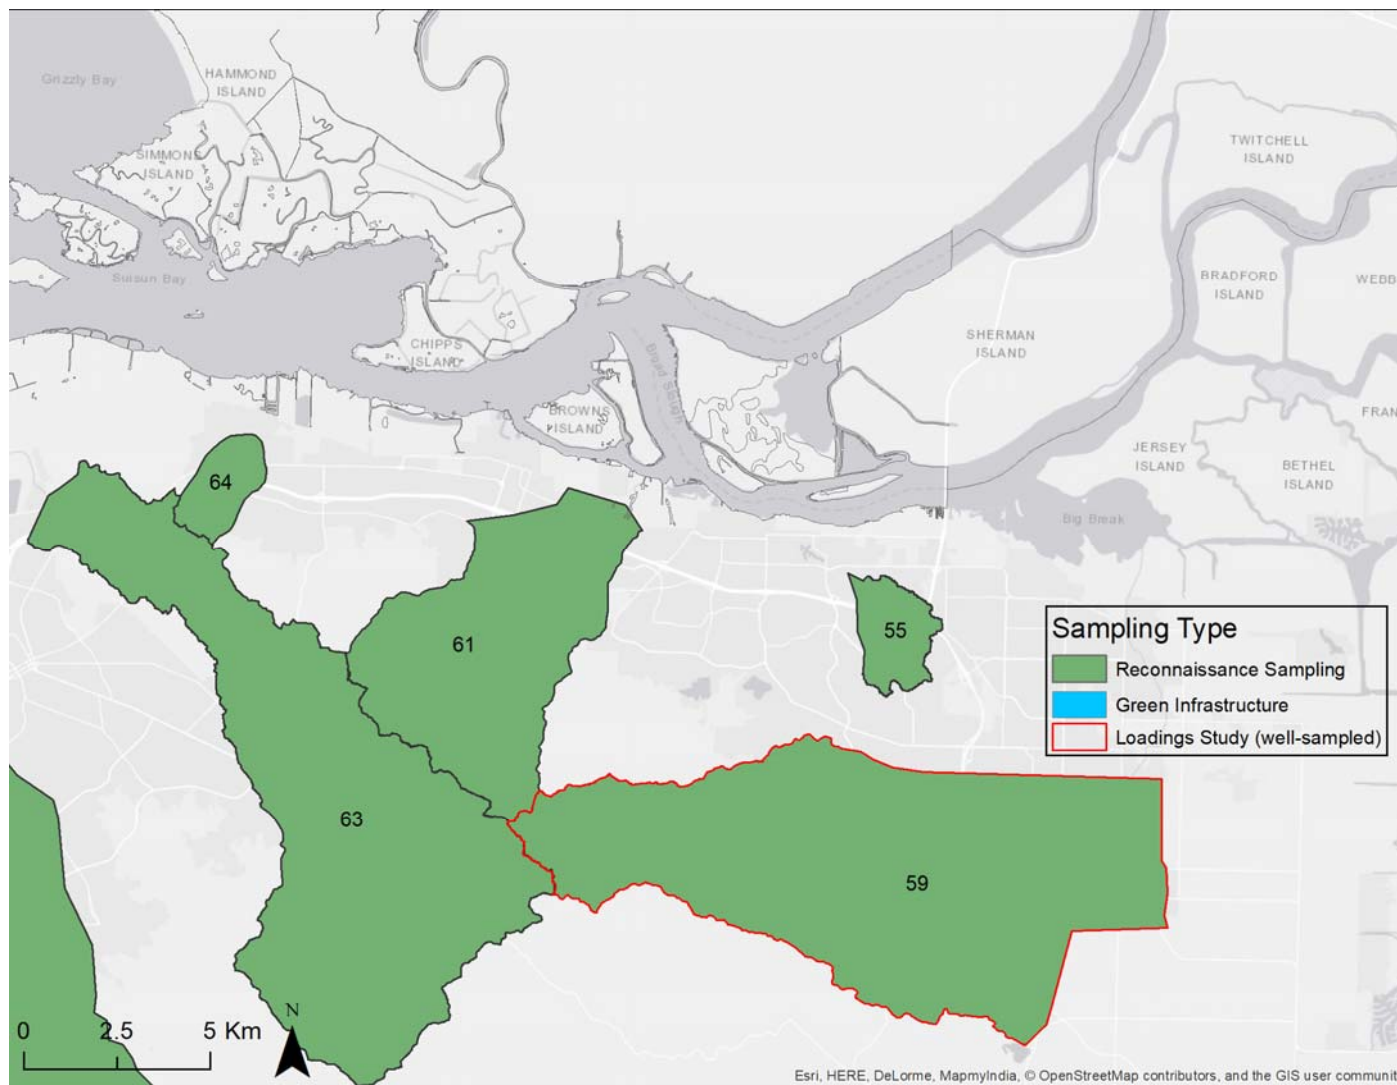 Grizzly Bay
HAMMOND
ISLAND
SIMMONS
ISLAND
TWITCHELL
ISLAND
Suisun Bay
BRADFORD
ISLAND
WEBB
CHIPPS
ISLAND
Broad Slough
SHERMAN
ISLAND
BROWNS
ISLAND
FRAN
JERSEY
ISLAND
BETHEL
ISLAND
Big Break
64
61
55
63
59
Sampling Type
Reconnaissance Sampling
Green Infrastructure
Loadings Study (well-sampled)
N
0 2.5 5 Km
Esri, HERE, DeLorme, MapmyIndia, © OpenStreetMap contributors, and the GIS user communit